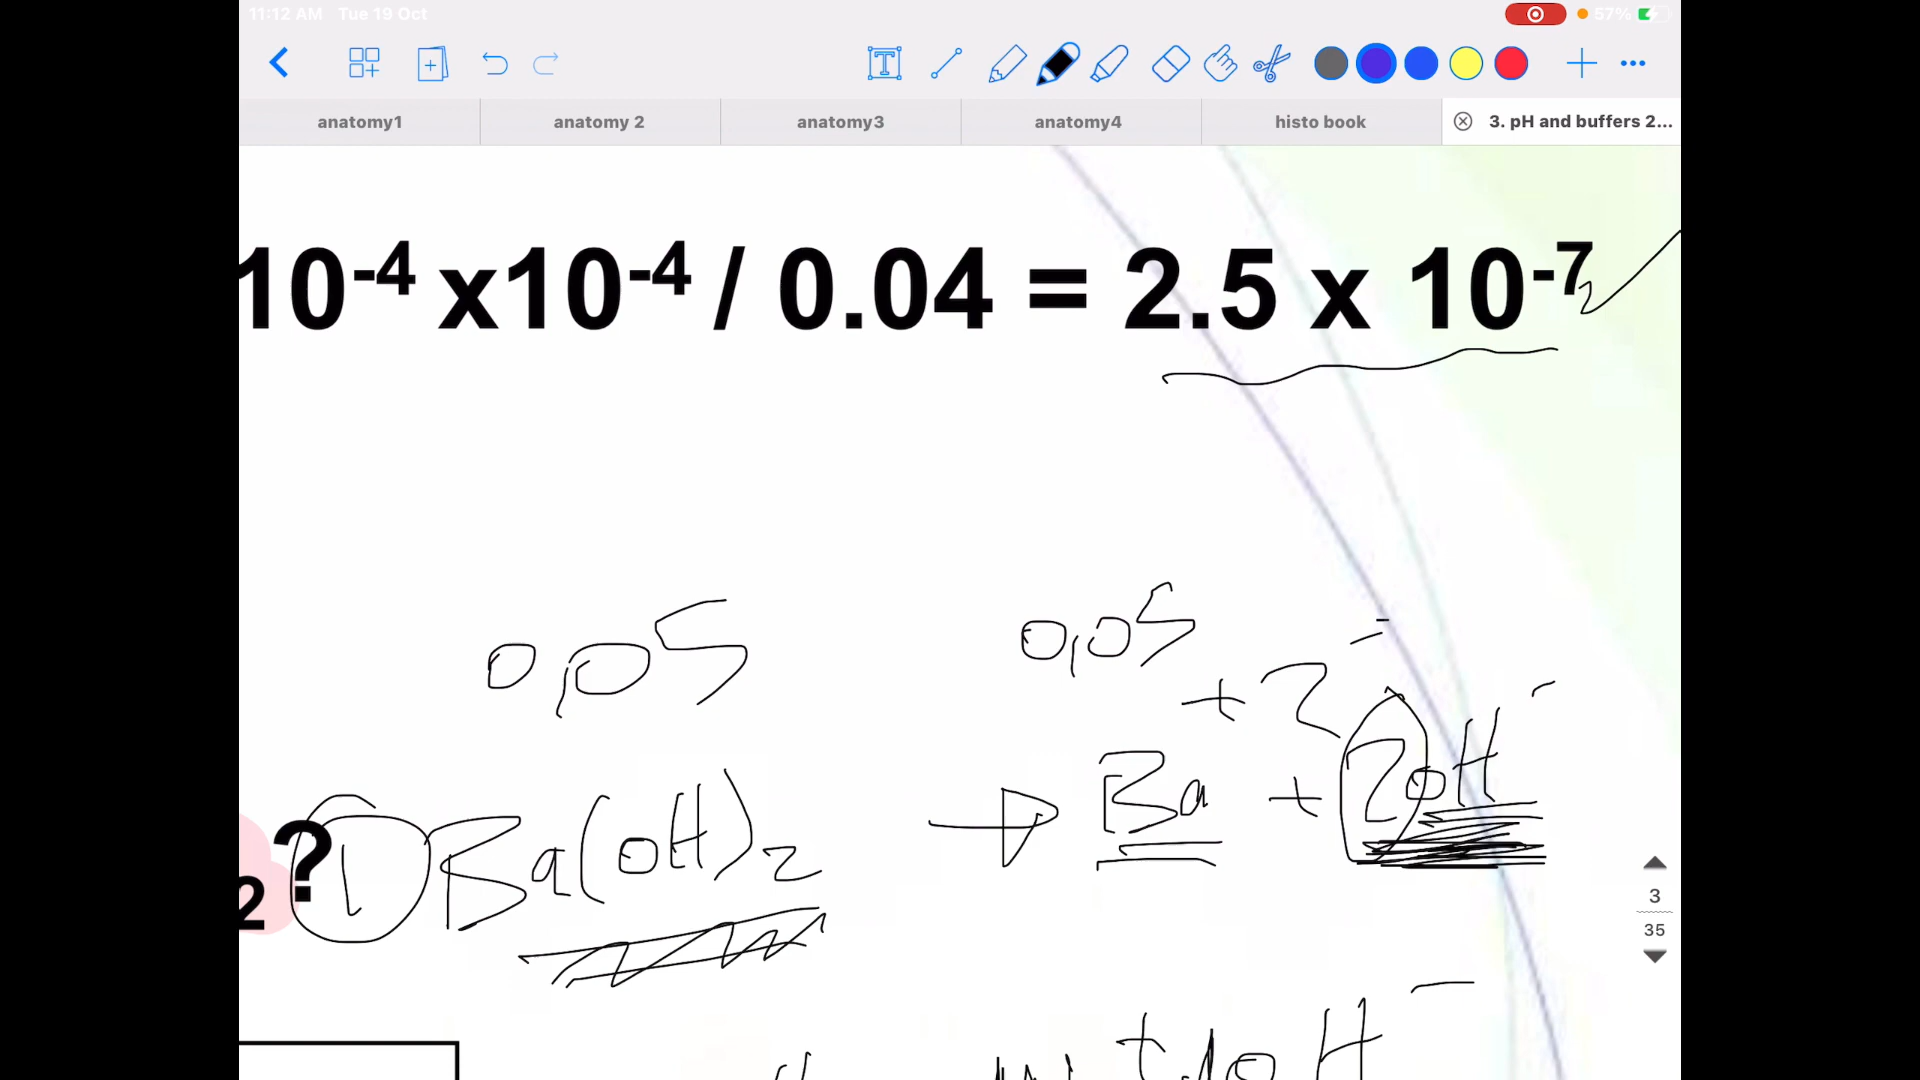 11:12 AM Tue 19 Oct
57%
T
anatomy1
anatomy 2
anatomy3
anatomy4
histo book
3. pH and buffers 2...
10⁻⁴ x10⁻⁴ / 0.04 = 2.5 x 10⁻⁷
0,05
0,05
+2
Ba(OH)₂ → Ba + 2OH⁻
2?
1
3
35
+ OH⁻